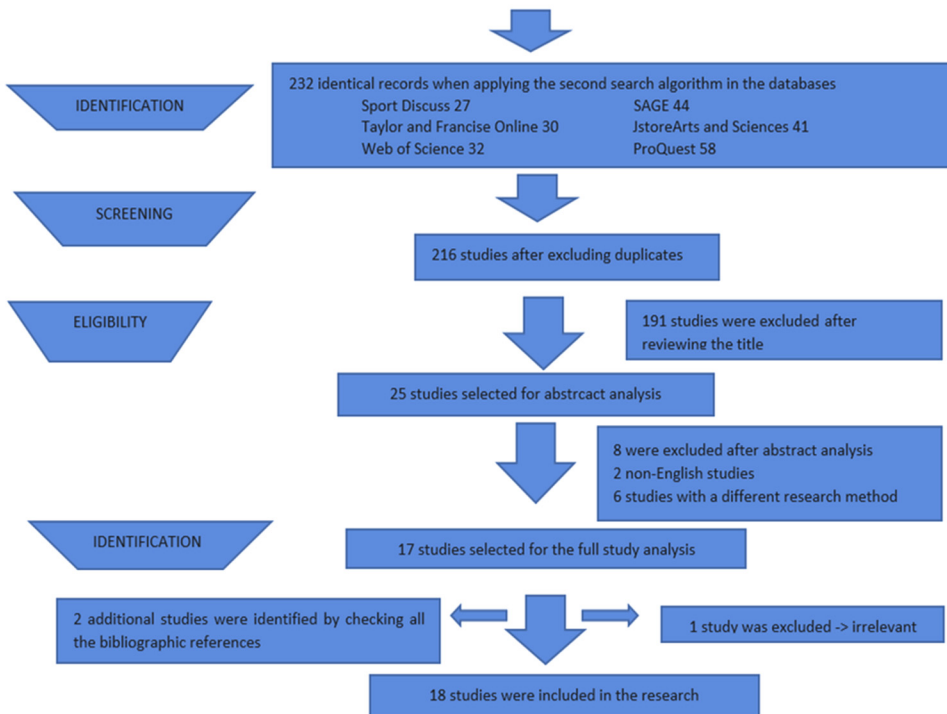 IDENTIFICATION
232 identical records when applying the second search algorithm in the databases
Sport Discuss 27 SAGE 44
Taylor and Francise Online 30 JstoreArts and Sciences 41
Web of Science 32 ProQuest 58
SCREENING
216 studies after excluding duplicates
ELIGIBILITY
191 studies were excluded after
reviewing the title
25 studies selected for abstrcact analysis
8 were excluded after abstract analysis
2 non-English studies
6 studies with a different research method
IDENTIFICATION
17 studies selected for the full study analysis
2 additional studies were identified by checking all
the bibliographic references
1 study was excluded -> irrelevant
18 studies were included in the research